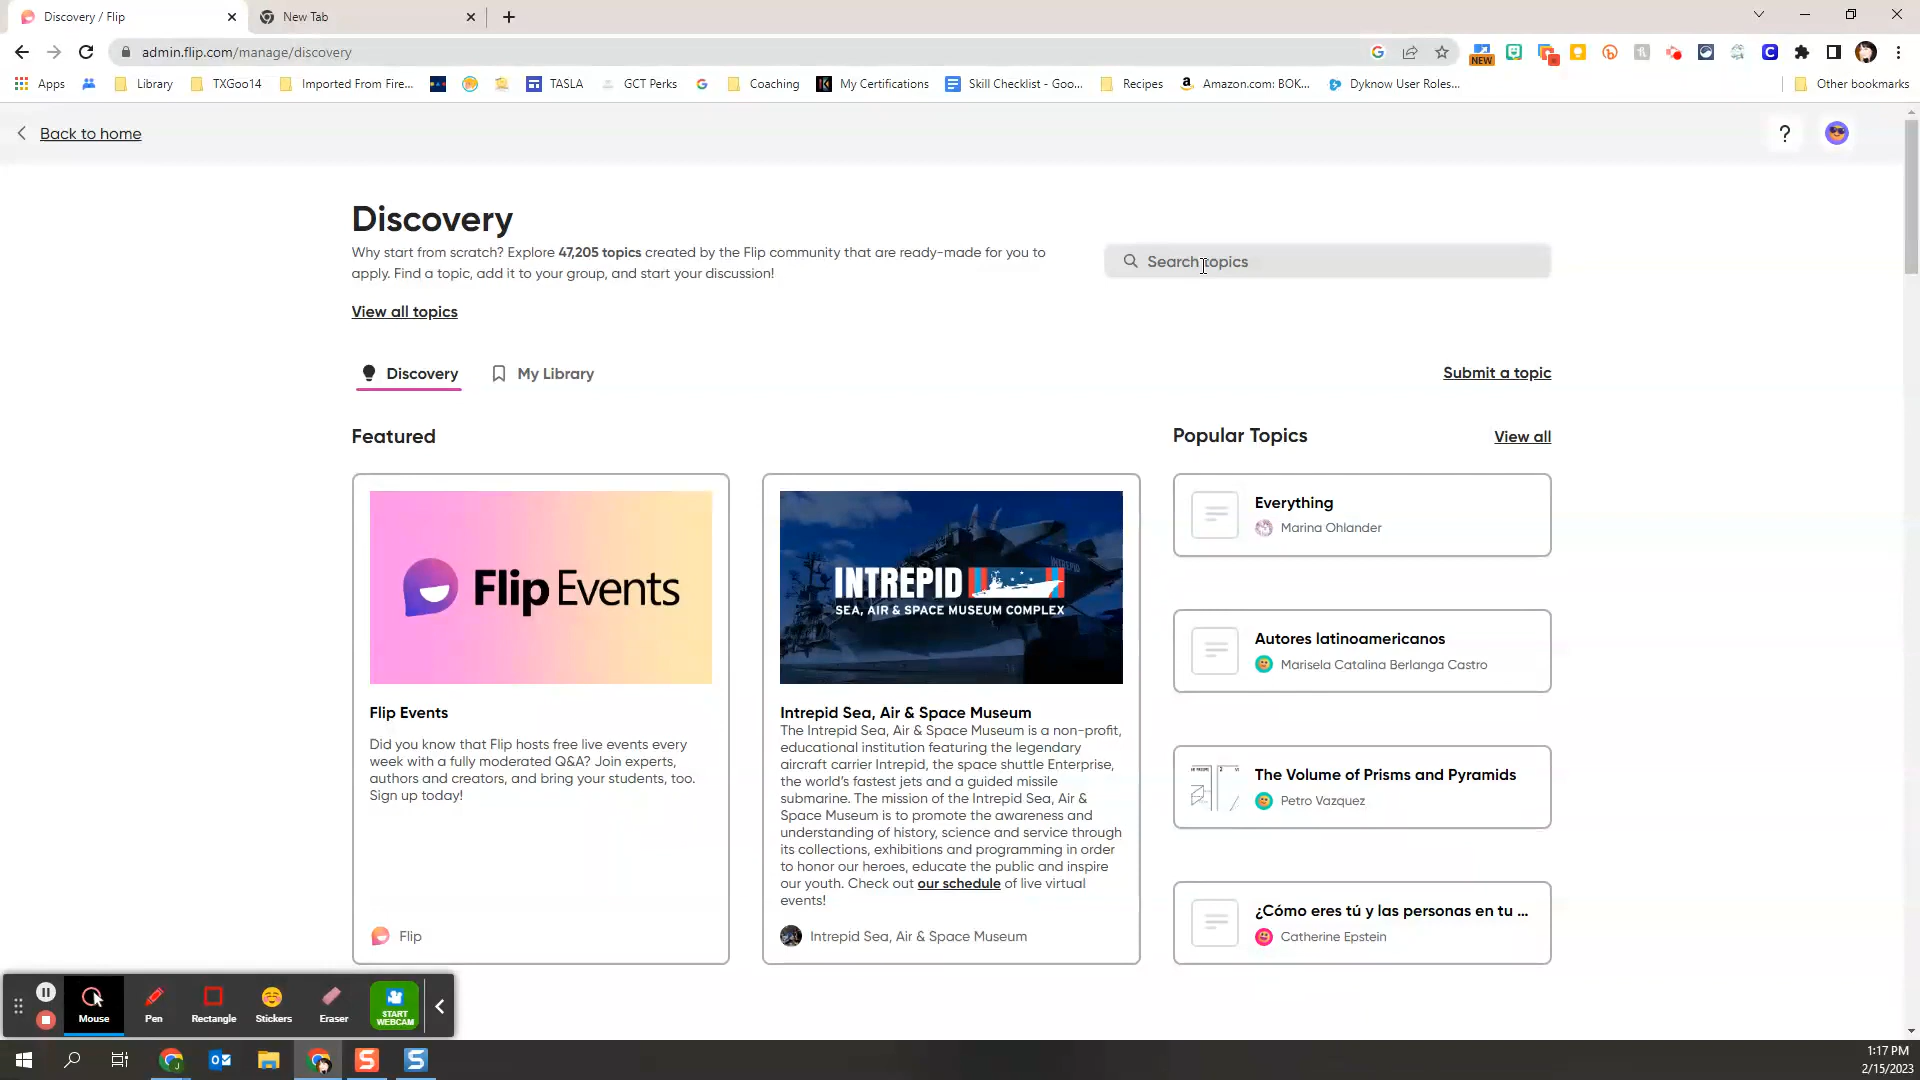 Discovery / Flip
New Tab
admin.flip.com/manage/discovery
NEW
Apps
Library
TXGoo14
Imported From Fire...
TASLA
GCT Perks
Coaching
My Certifications
Skill Checklist - Goo...
Recipes
Amazon.com: BOK...
Dyknow User Roles...
Other bookmarks
Back to home
?
Discovery
Why start from scratch? Explore 47,205 topics created by the Flip community that are ready-made for you to
apply. Find a topic, add it to your group, and start your discussion!
Search topics
View all topics
Discovery
My Library
Submit a topic
Featured
Popular Topics
View all
Flip Events
Flip Events
Did you know that Flip hosts free live events every
week with a fully moderated Q&A? Join experts,
authors and creators, and bring your students, too.
Sign up today!
Flip
INTREPID
SEA, AIR & SPACE MUSEUM COMPLEX
Intrepid Sea, Air & Space Museum
The Intrepid Sea, Air & Space Museum is a non-profit,
educational institution featuring the legendary
aircraft carrier Intrepid, the space shuttle Enterprise,
the world's fastest jets and a guided missile
submarine. The mission of the Intrepid Sea, Air &
Space Museum is to promote the awareness and
understanding of history, science and service through
its collections, exhibitions and programming in order
to honor our heroes, educate the public and inspire
our youth. Check out our schedule of live virtual
events!
Intrepid Sea, Air & Space Museum
Everything
Marina Ohlander
Autores latinoamericanos
Marisela Catalina Berlanga Castro
The Volume of Prisms and Pyramids
Petro Vazquez
¿Cómo eres tú y las personas en tu ...
Catherine Epstein
Mouse
Pen
Rectangle
Stickers
Eraser
START
WEBCAM
1:17 PM
2/15/2023